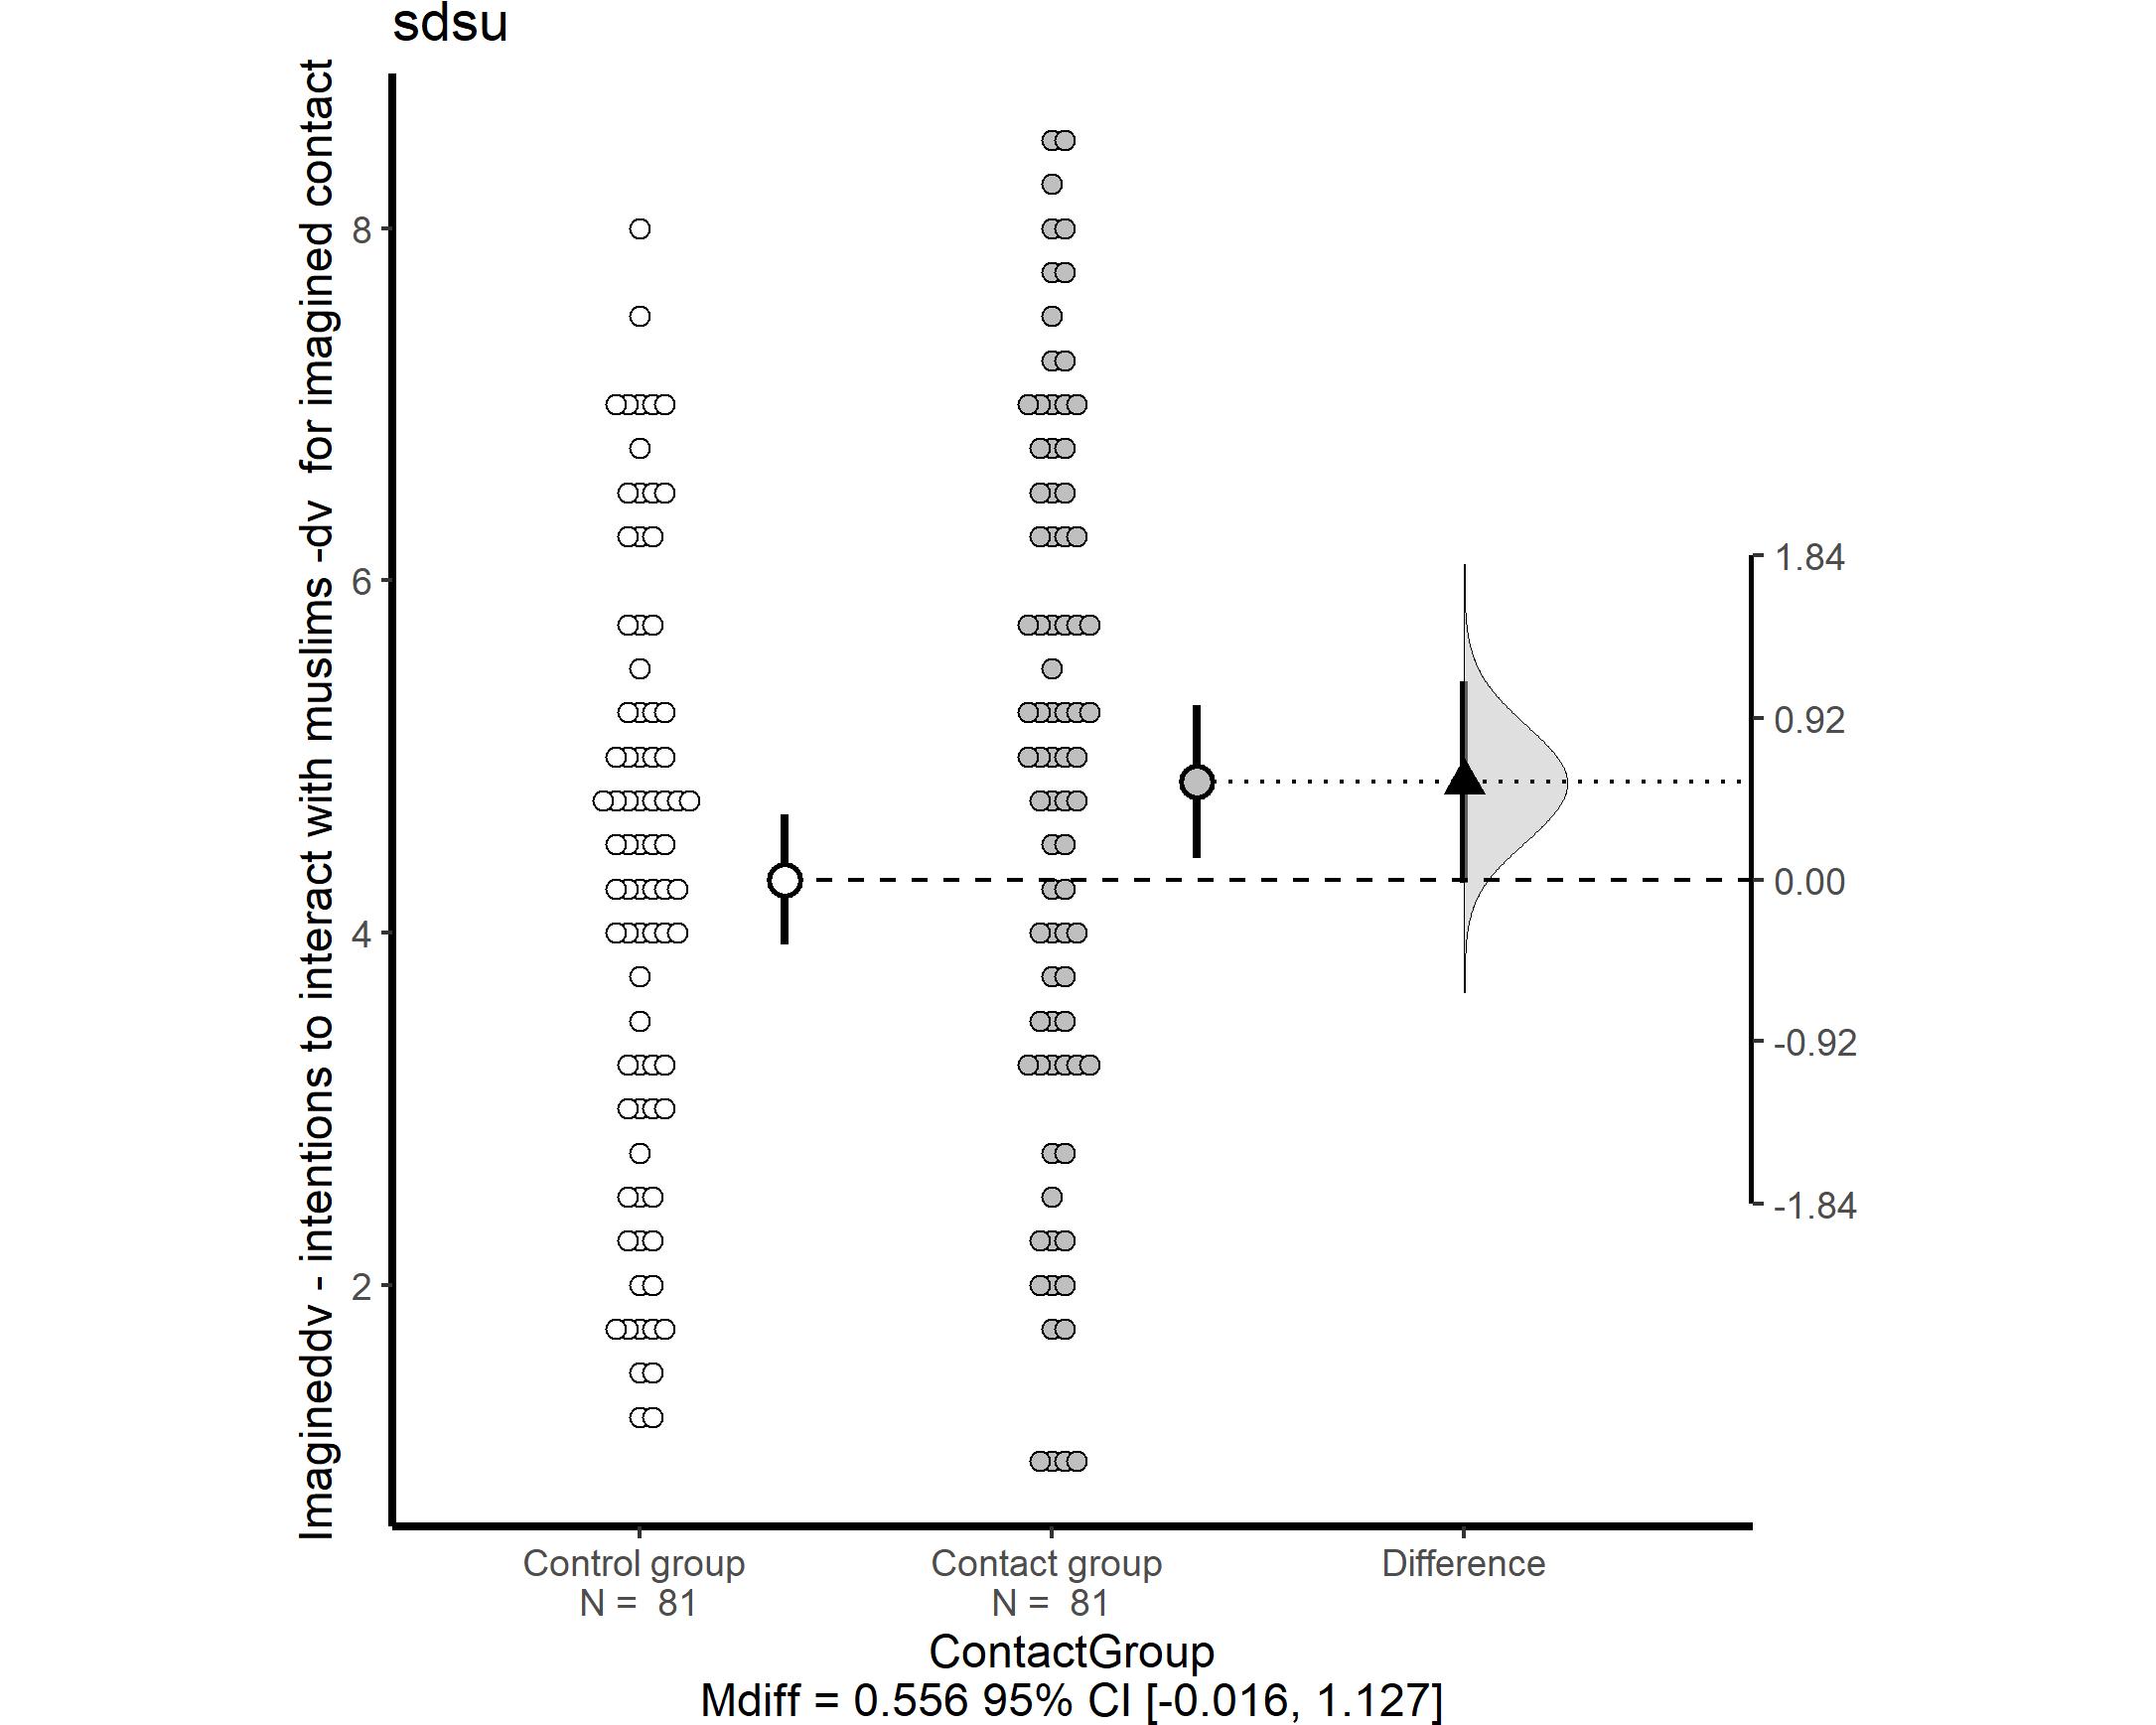 sdsu
Imagineddv - intentions to interact with muslims -dv  for imagined contact
8
6
4
2
1.84
0.92
0.00
-0.92
-1.84
Control group
N =  81
Contact group
N =  81
Difference
ContactGroup
Mdiff = 0.556 95% CI [-0.016, 1.127]